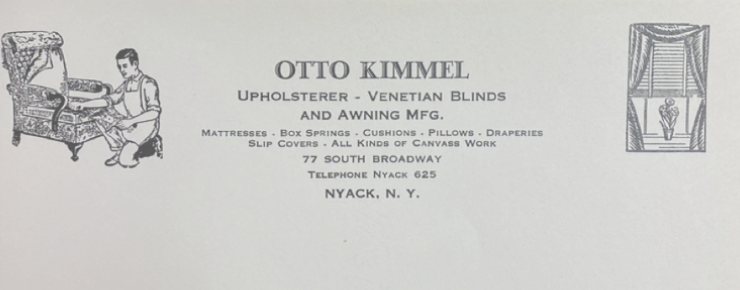 OTTO KIMMEL
UPHOLSTERER - VENETIAN BLINDS
AND AWNING MFG.
MATTRESSES - BOX SPRINGS - CUSHIONS - PILLOWS - DRAPERIES
SLIP COVERS - ALL KINDS OF CANVASS WORK
77 SOUTH BROADWAY
TELEPHONE NYACK 625
NYACK, N. Y.